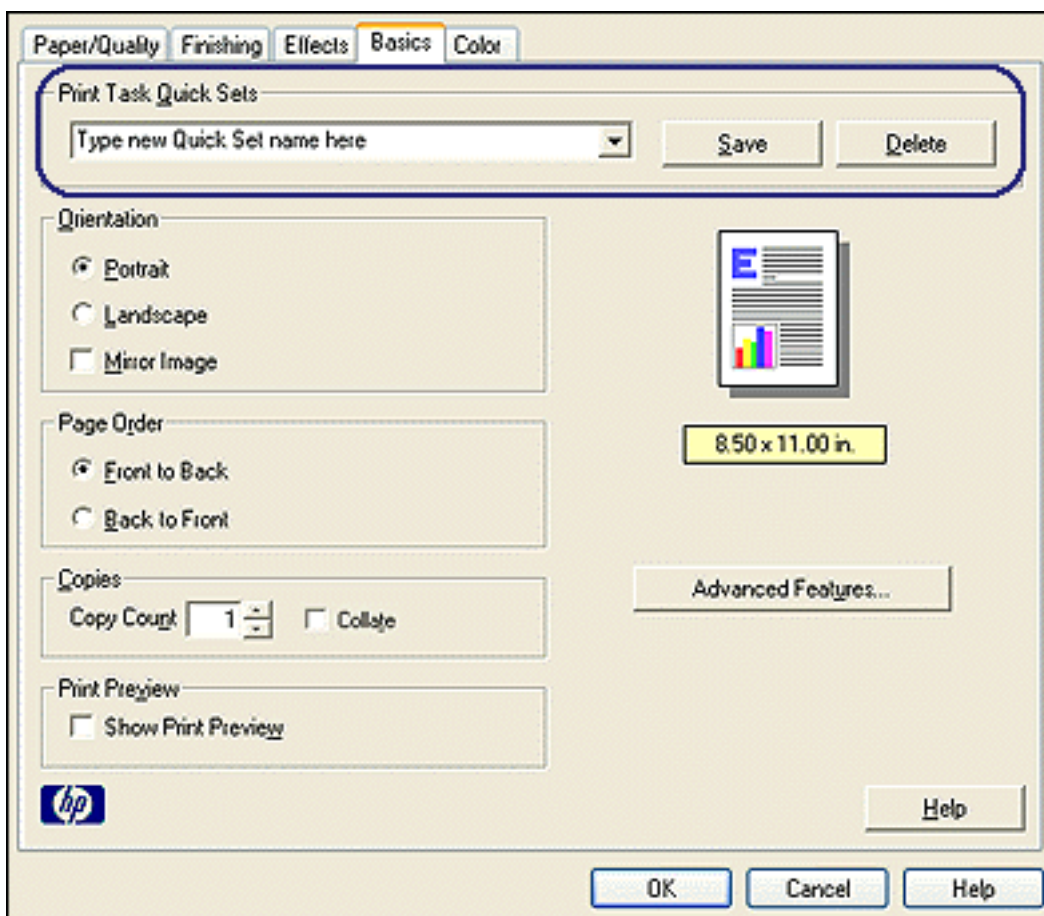 Paper/Quality Finishing Effects Basics Color
Print Task Quick Sets
Type new Quick Set name here Save Delete
Orientation
Portrait
Landscape
Mirror Image
E
8.50 x 11.00 in.
Page Order
Front to Back
Back to Front
Copies
Copy Count 1 Collate
Advanced Features...
Print Preview
Show Print Preview
hp
Help
OK Cancel Help